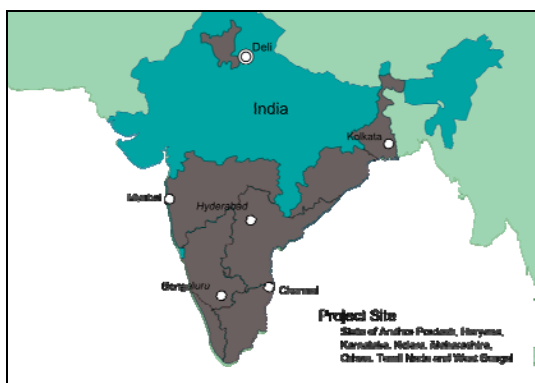 Deli
India
Kolkata
Mumbai
Hyderabad
Bengaluru
Chennai
Project Site
State of Andhra Pradesh, Haryana,
Karnataka, Kerara, Maharashtra,
Orissa, Tamil Nadu and West Bengal